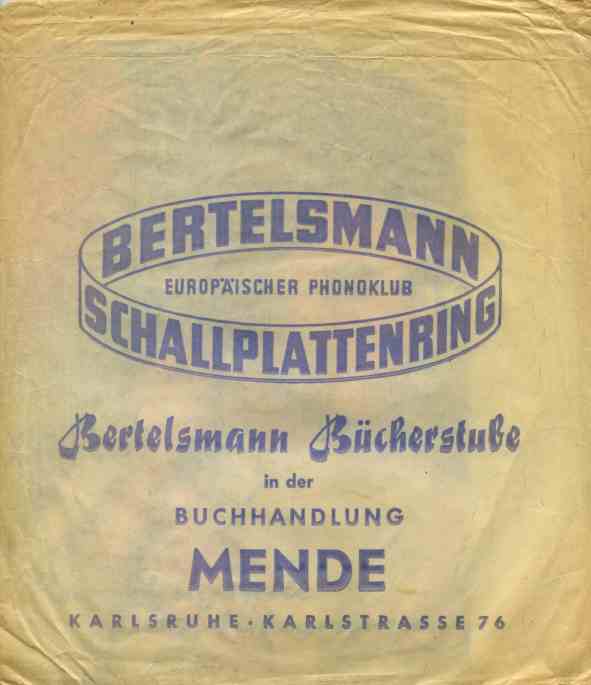 BERTELSMANN
EUROPÄISCHER PHONOKLUB
SCHALLPLATTENRING
Bertelsmann Bücherstube
in der
BUCHHANDLUNG
MENDE
KARLSRUHE · KARLSTRASSE 76